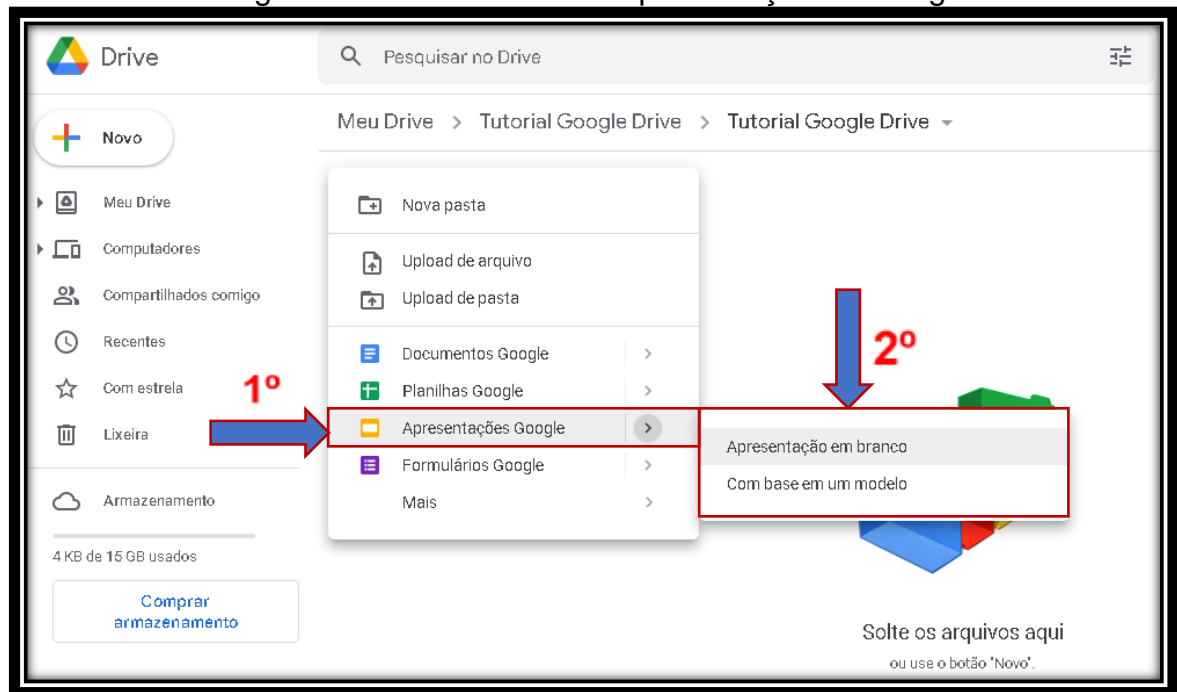 Drive
Pesquisar no Drive
Novo
Meu Drive > Tutorial Google Drive > Tutorial Google Drive
Meu Drive
Computadores
Compartilhados comigo
Recentes
Com estrela
Lixeira
Armazenamento
4 KB de 15 GB usados
Comprar
armazenamento
Nova pasta
Upload de arquivo
Upload de pasta
Documentos Google
Planilhas Google
1º
Apresentações Google
Formulários Google
Mais
2º
Apresentação em branco
Com base em um modelo
Solte os arquivos aqui
ou use o botão "Novo".